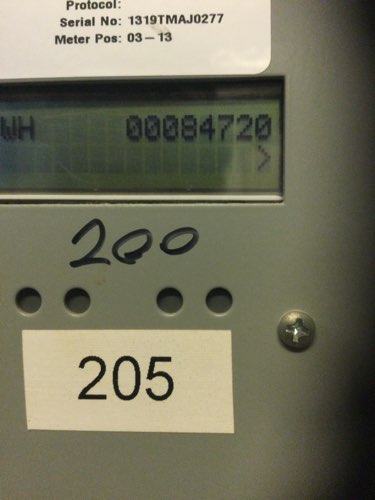 Protocol:
Serial No: 1319TMAJ0277
Meter Pos: 03-13
WH 00084720
>
200
205